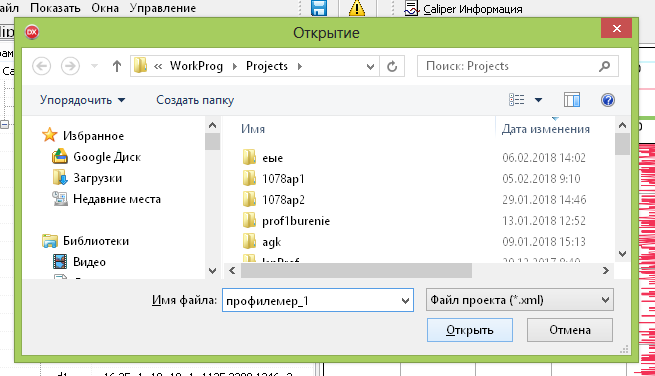 айл Показать Окна Управление
Caliper Информация
DX Открытие
« WorkProg Projects
Поиск: Projects
Упорядочить Создать папку
Избранное
Google Диск
Загрузки
Недавние места
Библиотеки
Видео
Имя Дата изменения
еые 06.02.2018 14:02
1078ap1 05.02.2018 9:10
1078ap2 29.01.2018 14:46
prof1burenie 13.01.2018 12:52
agk 09.01.2018 15:13
Имя файла: профилемер_1 Файл проекта (*.xml)
Открыть Отмена